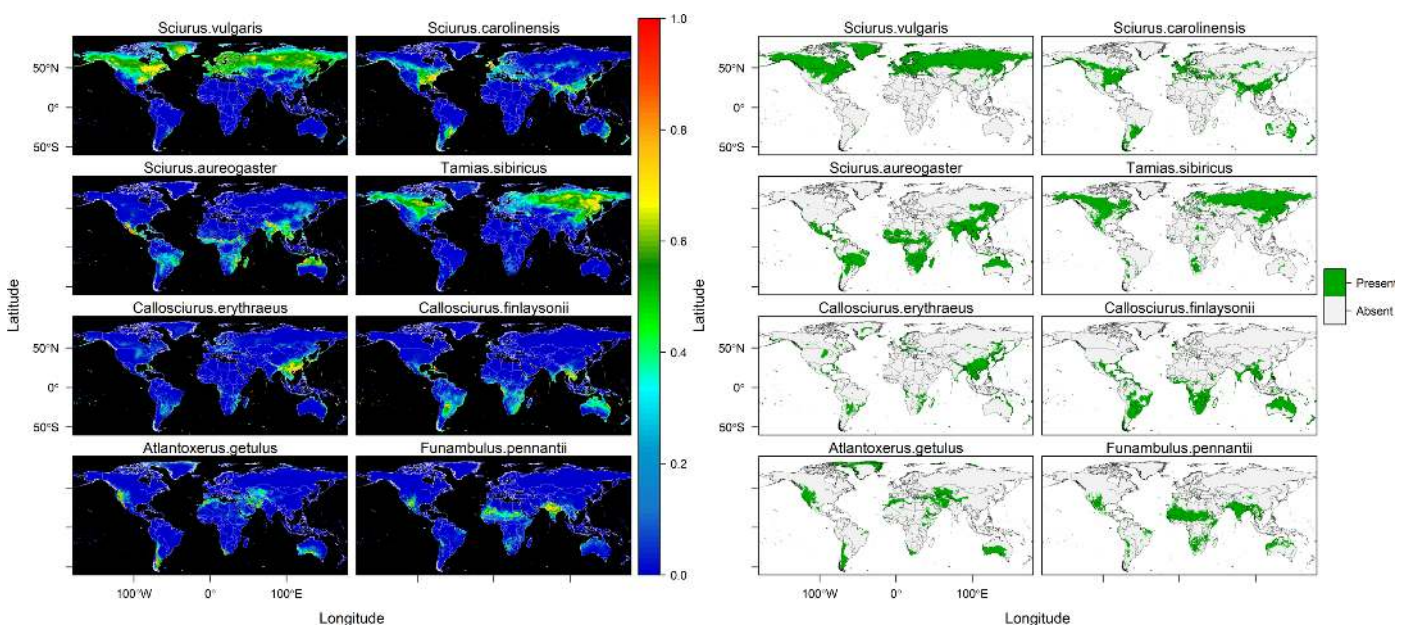 Sciurus.vulgaris
Sciurus.carolinensis
50°N
0°
50°S
Sciurus.aureogaster
Tamias.sibiricus
Callosciurus.erythraeus
Callosciurus.finlaysonii
50°N
0°
50°S
Atlantoxerus.getulus
Funambulus.pennantii
100°W
0°
100°E
Longitude
Latitude
1.0
0.8
0.6
0.4
0.2
0.0
Sciurus.vulgaris
Sciurus.carolinensis
50°N
0°
50°S
Sciurus.aureogaster
Tamias.sibiricus
Callosciurus.erythraeus
Callosciurus.finlaysonii
50°N
0°
50°S
Atlantoxerus.getulus
Funambulus.pennantii
100°W
0°
100°E
Longitude
Latitude
Present
Absent